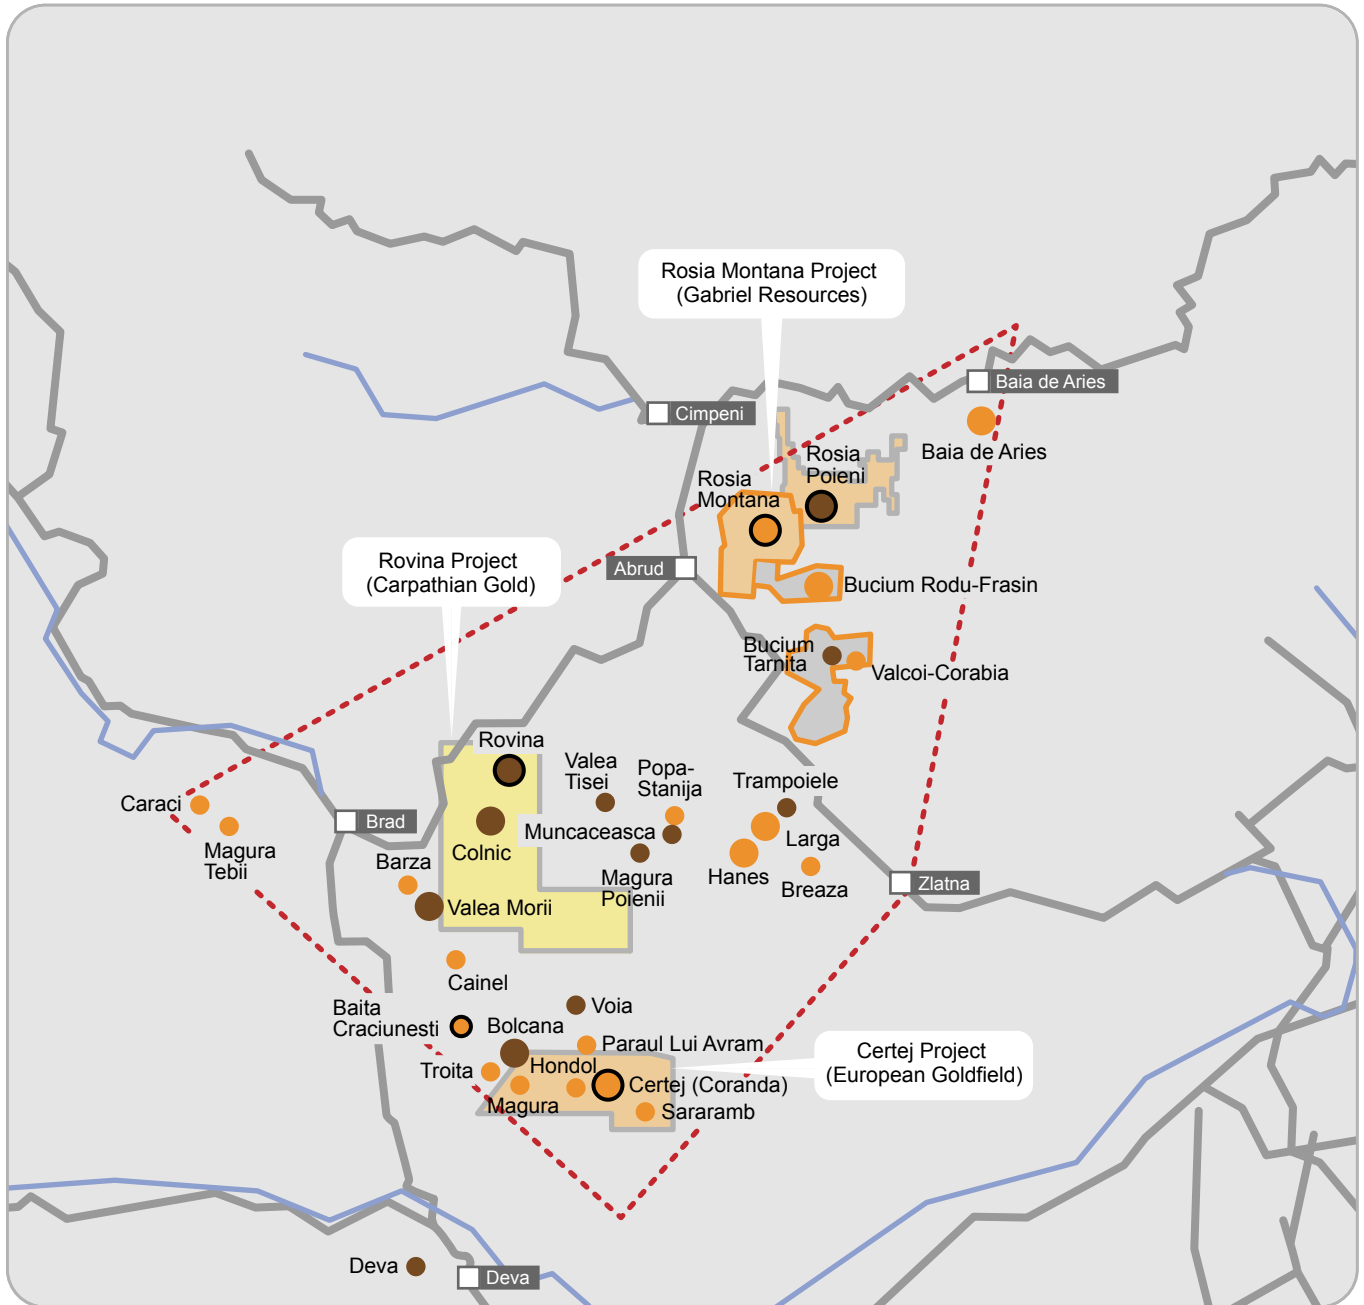 Rosia Montana Project
(Gabriel Resources)
Baia de Aries
Cimpeni
Baia de Aries
Rosia
Poieni
Rosia
Montana
Rovina Project
(Carpathian Gold)
Abrud
Bucium Rodu-Frasin
Bucium
Tarnita
Valcoi-Corabia
Rovina
Valea
Tisei
Popa-
Stanija
Trampoiele
Caraci
Brad
Muncaceasca
Larga
Magura
Tebii
Colnic
Barza
Magura
Poienii
Hanes
Breaza
Zlatna
Valea Morii
Cainel
Baita
Craciunesti
Voia
Bolcana
Paraul Lui Avram
Certej Project
(European Goldfield)
Troita
Hondol
Certej (Coranda)
Magura
Sararamb
Deva
Deva